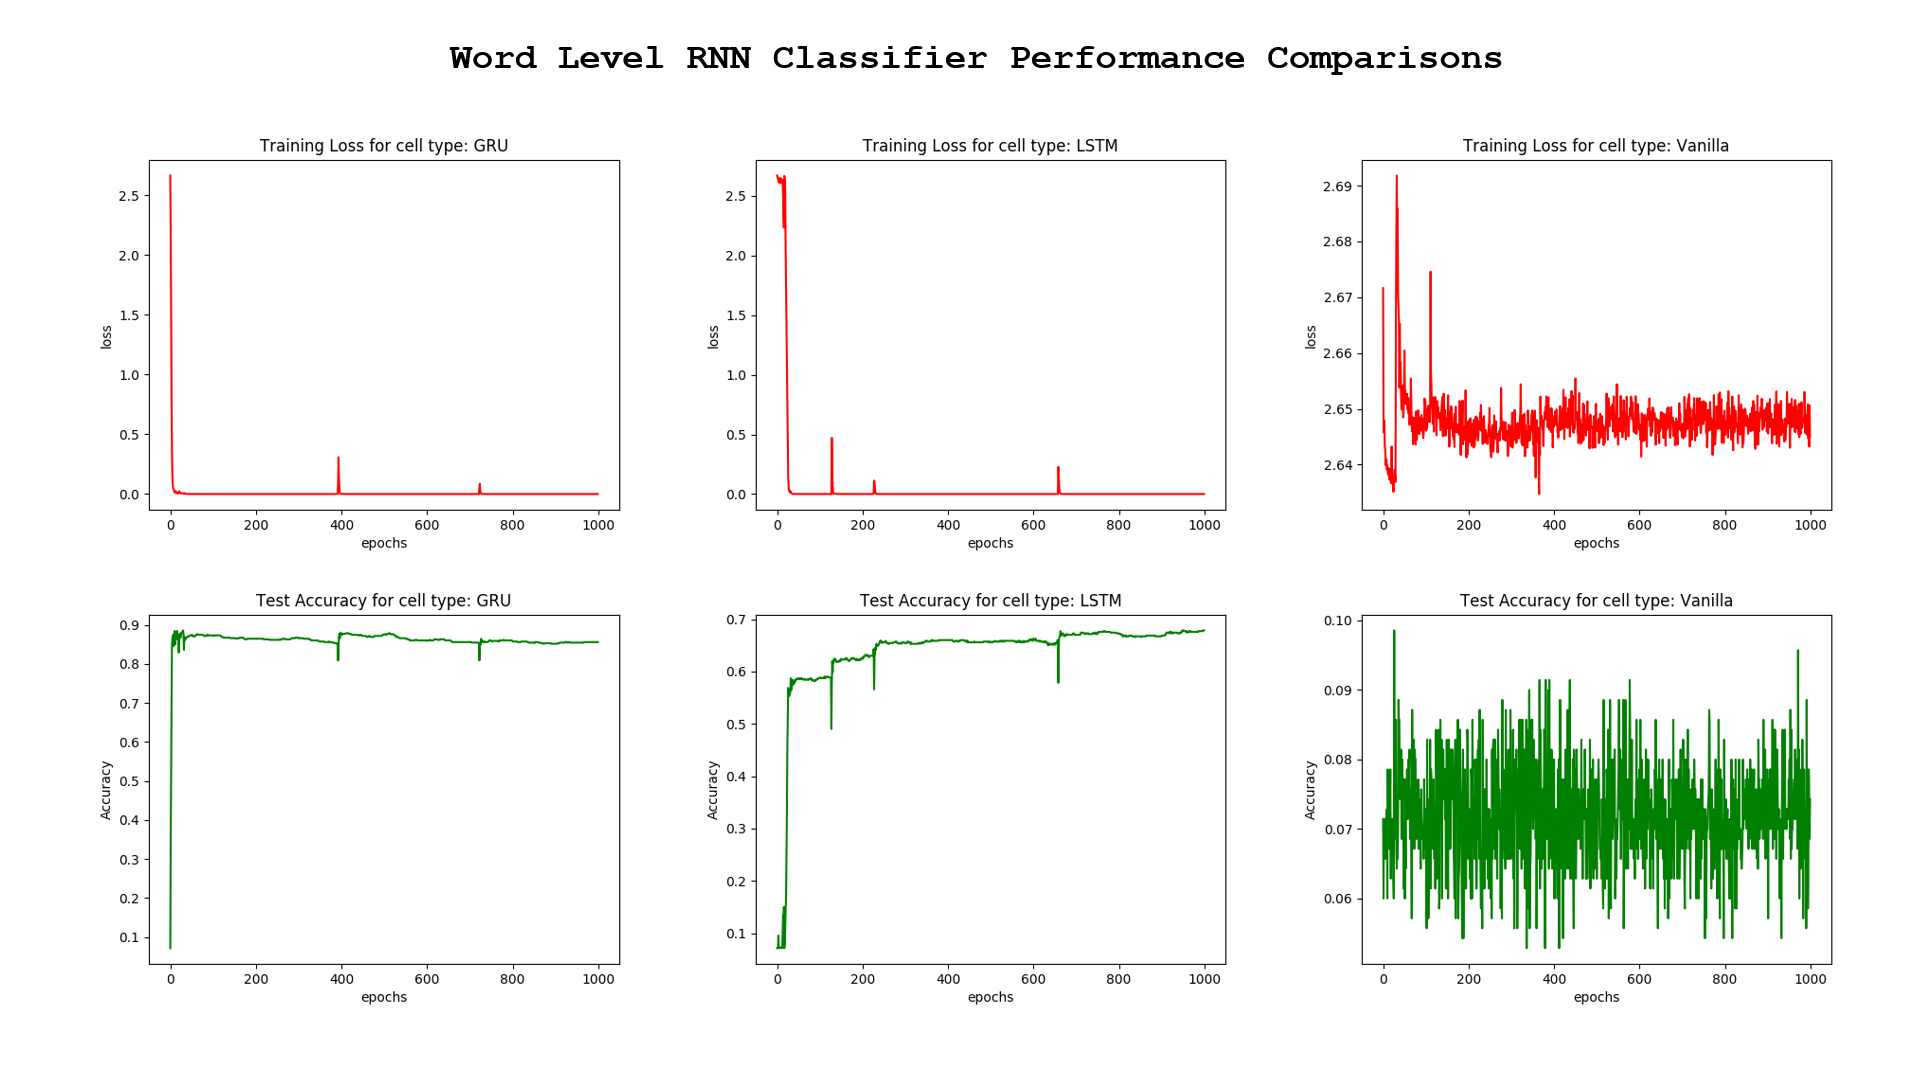 Word Level RNN Classifier Performance Comparisons
Training Loss for cell type: GRU
2.5
2.0
1.5
1.0
0.5
0.0
loss
0 200 400 600 800 1000
epochs
Training Loss for cell type: LSTM
2.5
2.0
1.5
1.0
0.5
0.0
loss
0 200 400 600 800 1000
epochs
Training Loss for cell type: Vanilla
2.69
2.68
2.67
2.66
2.65
2.64
loss
0 200 400 600 800 1000
epochs
Test Accuracy for cell type: GRU
0.9
0.8
0.7
0.6
0.5
0.4
0.3
0.2
0.1
Accuracy
0 200 400 600 800 1000
epochs
Test Accuracy for cell type: LSTM
0.7
0.6
0.5
0.4
0.3
0.2
0.1
Accuracy
0 200 400 600 800 1000
epochs
Test Accuracy for cell type: Vanilla
0.10
0.09
0.08
0.07
0.06
Accuracy
0 200 400 600 800 1000
epochs